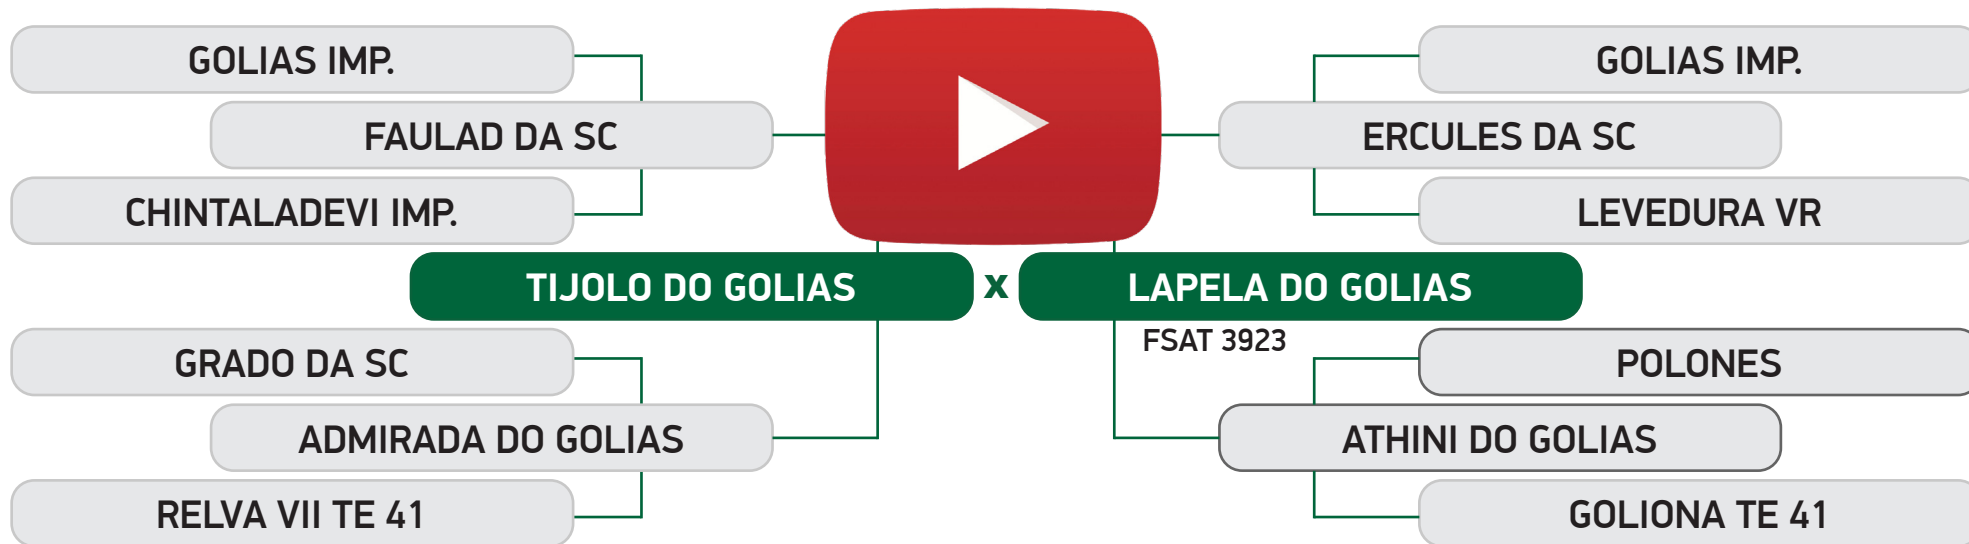 GOLIAS IMP.
GOLIAS IMP.
FAULAD DA SC
ERCULES DA SC
CHINTALADEVI IMP.
LEVEDURA VR
TIJOLO DO GOLIAS x LAPELA DO GOLIAS
FSAT 3923
GRADO DA SC
POLONES
ADMIRADA DO GOLIAS
ATHINI DO GOLIAS
RELVA VII TE 41
GOLIONA TE 41